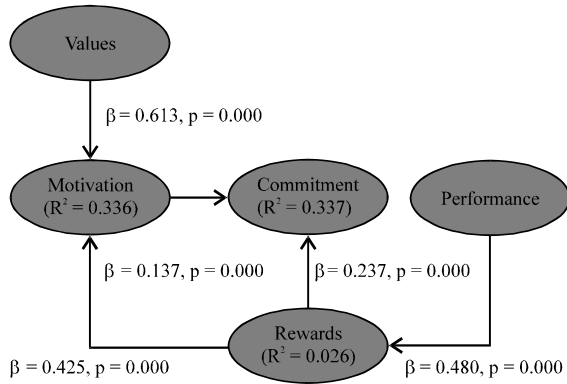 Values
β = 0.613, p = 0.000
Motivation
(R² = 0.336)
Commitment
(R² = 0.337)
Performance
β = 0.137, p = 0.000
β = 0.237, p = 0.000
Rewards
(R² = 0.026)
β = 0.425, p = 0.000
β = 0.480, p = 0.000